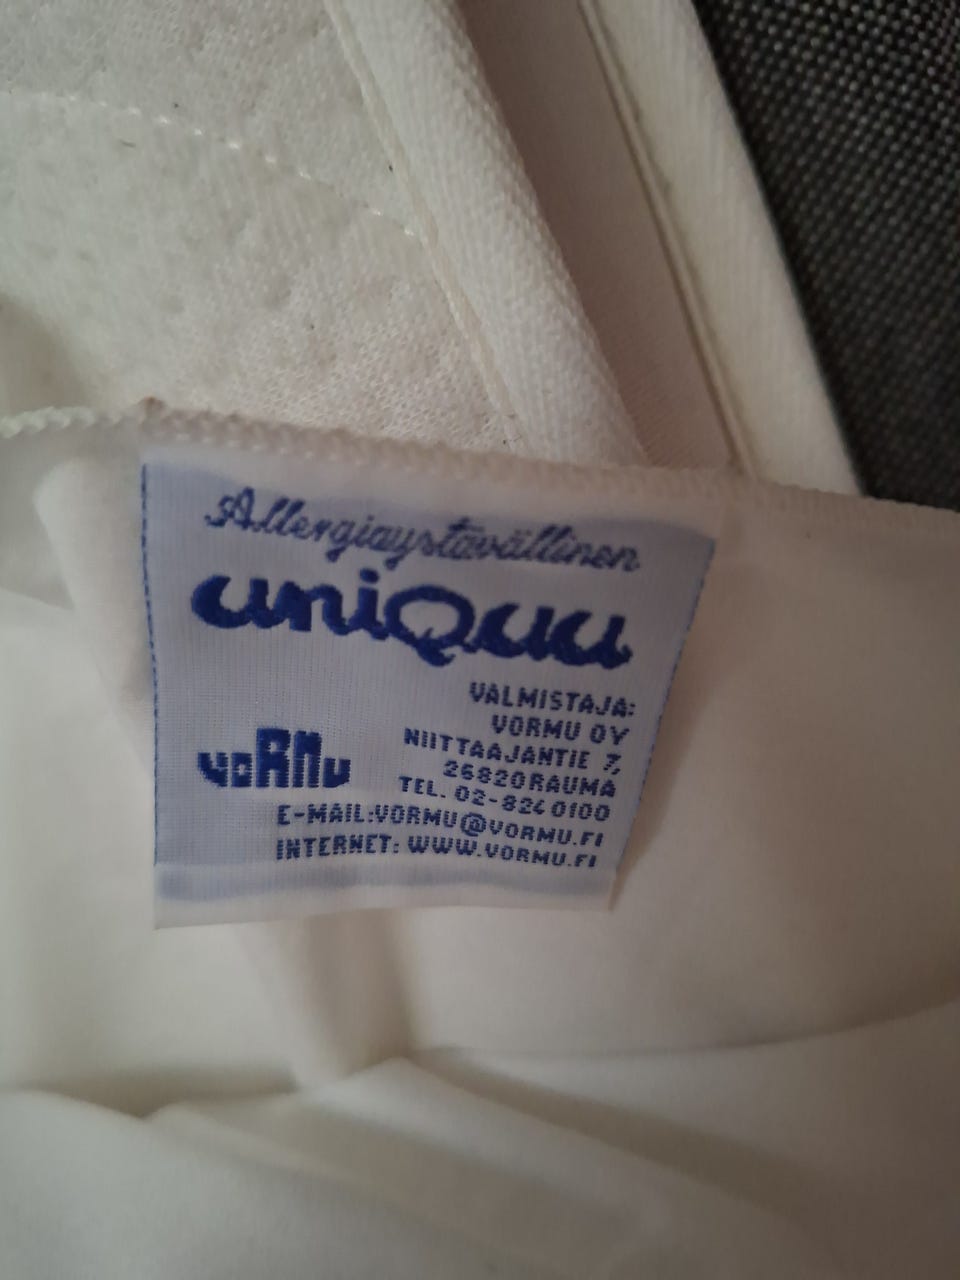 Allergiaystävällinen
uniQuu
VALMISTAJA:
VORMU OY
NIITTAAJANTIE 7,
26820 RAUMA
TEL. 02-824 0100
VORMU
E-MAIL:VORMU@VORMU.FI
INTERNET: WWW.VORMU.FI